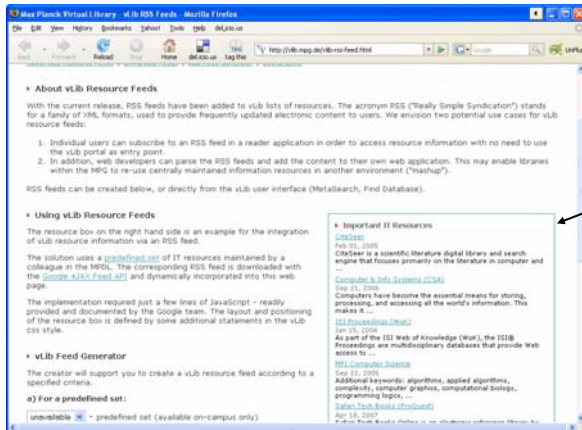 Max Planck Virtual Library - vLib RSS Feeds - Mozilla Firefox
File Edit View History Bookmarks Yahoo! Tools Help del.icio.us
Back Forward Reload Stop Home del.icio.us tag this
http://vlib.mpg.de/vlib-rss-feed.html
Google
About vLib Resource Feeds
With the current release, RSS feeds have been added to vLib lists of resources. The acronym RSS ("Really Simple Syndication") stands
for a family of XML formats, used to provide frequently updated electronic content to users. We envision two potential use cases for vLib
resource feeds:
1. Individual users can subscribe to an RSS feed in a reader application in order to access resource information with no need to use
the vLib portal as entry point.
2. In addition, web developers can parse the RSS feeds and add the content to their own web application. This may enable libraries
within the MPG to re-use centrally maintained information resources in another environment ("mashup").
RSS feeds can be created below, or directly from the vLib user interface (MetaSearch, Find Database).
Using vLib Resource Feeds
The resource box on the right hand side is an example for the integration
of vLib resource information via an RSS feed.
The solution uses a predefined set of IT resources maintained by a
colleague in the MPDL. The corresponding RSS feed is downloaded with
the Google AJAX Feed API and dynamically incorporated into this web
page.
The implementation required just a few lines of JavaScript - readily
provided and documented by the Google team. The layout and positioning
of the resource box is defined by some additional statements in the vLib
css style.
vLib Feed Generator
The creator will support you to create a vLib resource feed according to a
specified criteria.
a) For a predefined set:
unavailable - predefined set (available on-campus only)
Important IT Resources
CiteSeer
Feb 01, 2005
CiteSeer is a scientific literature digital library and search
engine that focuses primarily on the literature in computer and
...
Computer & Info Systems (CSA)
Sep 21, 2006
Computers have become the essential means for storing,
processing, and accessing all the world's information. This
makes it ...
ISI Proceedings (WoK)
Jan 15, 2004
As part of the ISI Web of Knowledge (WoK), the ISI®
Proceedings are multidisciplinary databases that provide Web
access to ...
MPI Computer Science
Sep 21, 2006
Additional keywords: algorithms, applied algorithms,
complexity, computer graphics, computational biology,
programming logics, ...
Safari Tech Books (ProQuest)
Apr 19, 2007
Safari Tech Books Online is an electronic reference library by